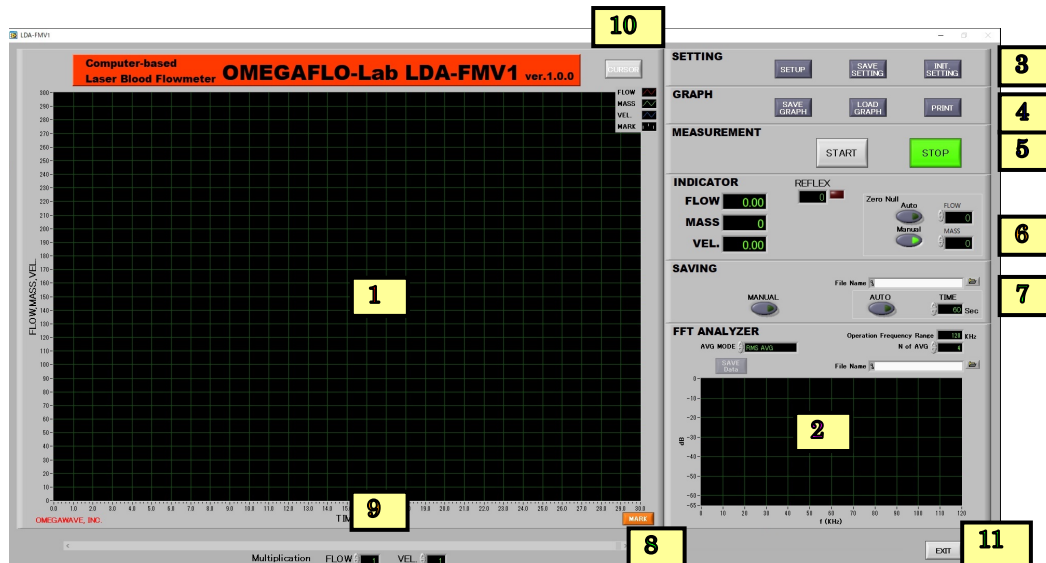 LDA-FMV1
10
Computer-based
Laser Blood Flowmeter OMEGAFLO-Lab LDA-FMV1 ver.1.0.0
CURSOR
FLOW
MASS
VEL.
MARK
FLOW,MASS,VEL.
300
290
280
270
260
250
240
230
220
210
200
190
180
170
160
150
140
130
120
110
100
90
80
70
60
50
40
30
20
10
0
1
0.0 1.0 2.0 3.0 4.0 5.0 6.0 7.0 8.0 9.0 10.0 11.0 12.0 13.0 14.0 15.0 18.0 19.0 20.0 21.0 22.0 23.0 24.0 25.0 26.0 27.0 28.0 29.0 30.0
TIM
9
OMEGAWAVE, INC.
MARK
8
Multiplication FLOW 1 VEL. 1
SETTING
SETUP
SAVE SETTING
INIT. SETTING
3
GRAPH
SAVE GRAPH
LOAD GRAPH
PRINT
4
MEASUREMENT
START
STOP
5
INDICATOR
REFLEX
0
FLOW 0.00
MASS 0
VEL. 0.00
Zero Null
Auto
Manual
FLOW
0
MASS
0
6
SAVING
File Name
MANUAL
AUTO
TIME
60 Sec
7
FFT ANALYZER
Operation Frequency Range 120 KHz
AVG MODE RMS AVG
N of AVG 4
SAVE Data
File Name
dB
0
-10
-20
-30
-40
-50
-60
-65
2
0 10 20 30 40 50 60 70 80 90 100 110 120
f (KHz)
EXIT
11